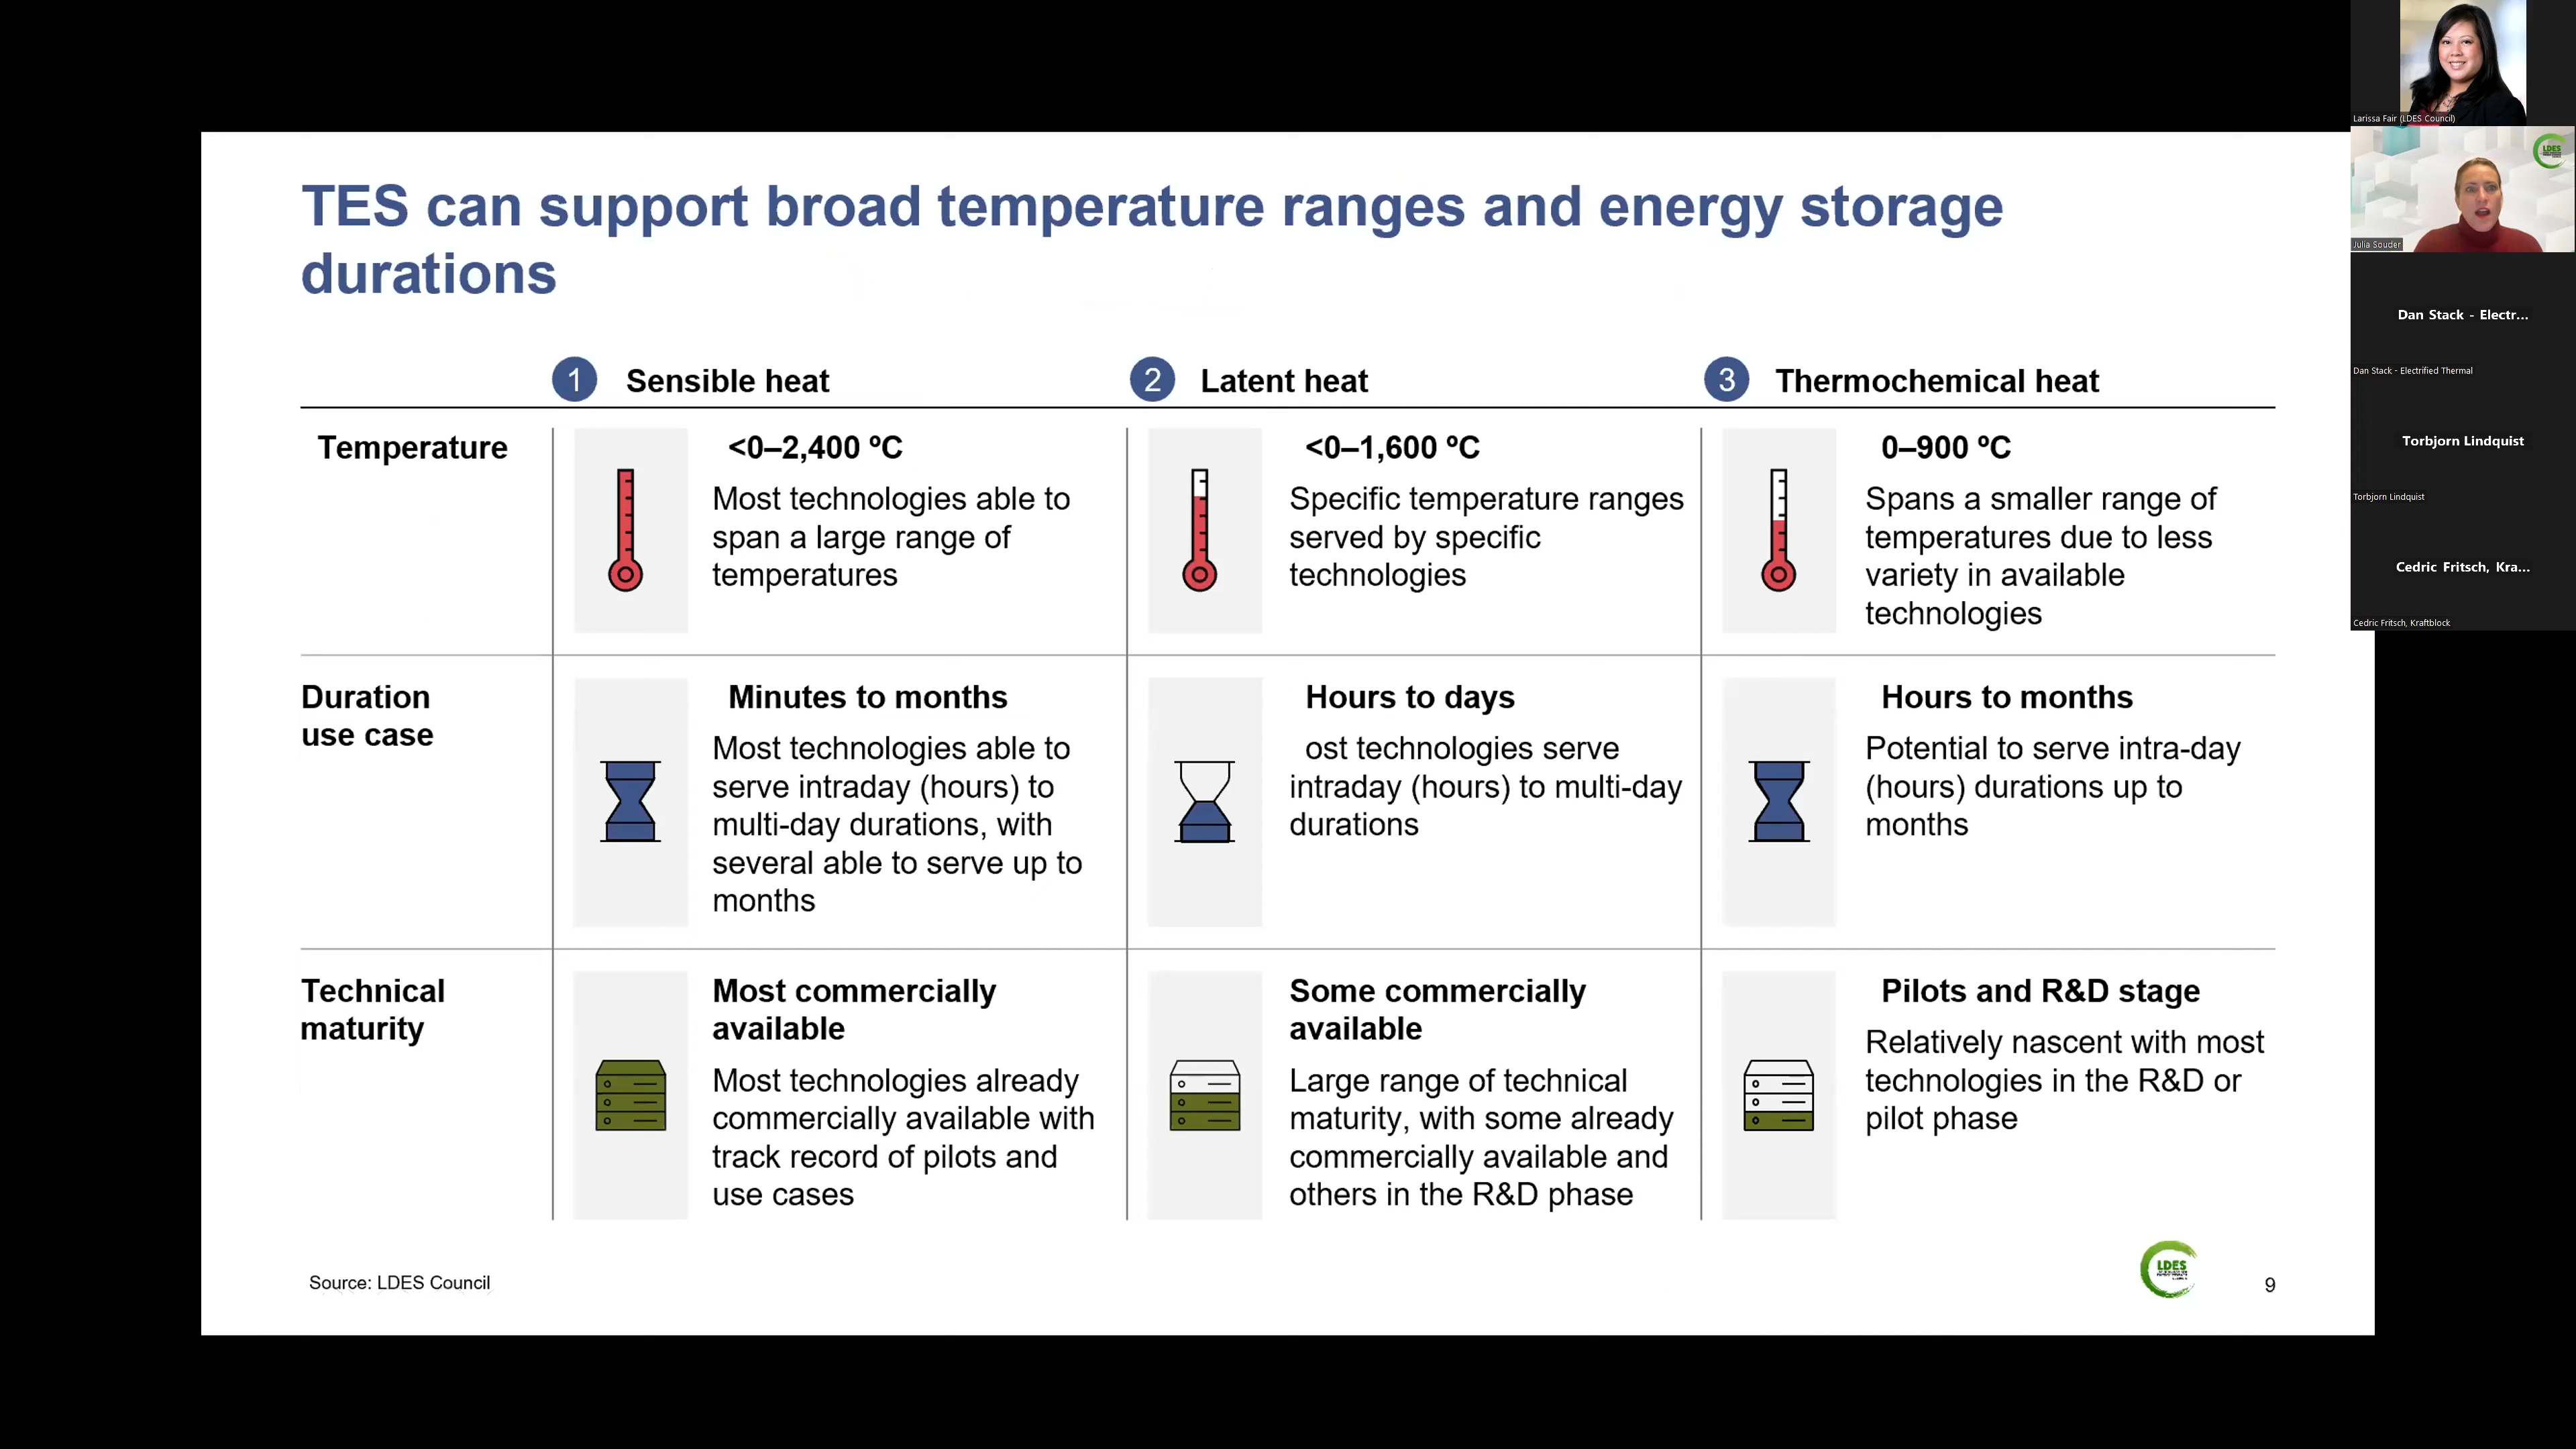 TES can support broad temperature ranges and energy storage
durations
1 Sensible heat
2 Latent heat
3 Thermochemical heat
Temperature
<0–2,400 ºC
Most technologies able to
span a large range of
temperatures
<0–1,600 ºC
Specific temperature ranges
served by specific
technologies
0–900 ºC
Spans a smaller range of
temperatures due to less
variety in available
technologies
Duration
use case
Minutes to months
Most technologies able to
serve intraday (hours) to
multi-day durations, with
several able to serve up to
months
Hours to days
ost technologies serve
intraday (hours) to multi-day
durations
Hours to months
Potential to serve intra-day
(hours) durations up to
months
Technical
maturity
Most commercially
available
Most technologies already
commercially available with
track record of pilots and
use cases
Some commercially
available
Large range of technical
maturity, with some already
commercially available and
others in the R&D phase
Pilots and R&D stage
Relatively nascent with most
technologies in the R&D or
pilot phase
Source: LDES Council
LDES
9
Larissa Fair (LDES Council)
LDES
Julia Souder
Dan Stack - Electr...
Dan Stack - Electrified Thermal
Torbjorn Lindquist
Torbjorn Lindquist
Cedric Fritsch, Kra...
Cedric Fritsch, Kraftblock